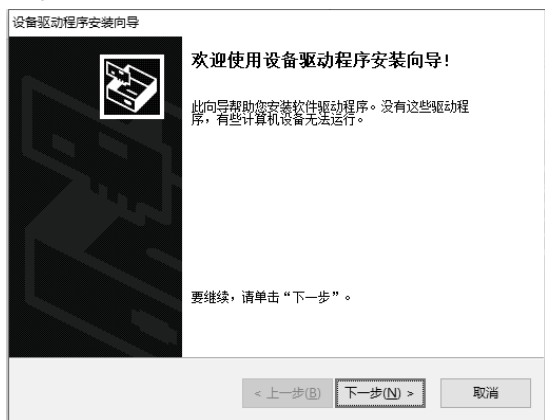 设备驱动程序安装向导
欢迎使用设备驱动程序安装向导!
此向导帮助您安装软件驱动程序。没有这些驱动程
序，有些计算机设备无法运行。
要继续，请单击“下一步”。
< 上一步(B) 下一步(N) > 取消